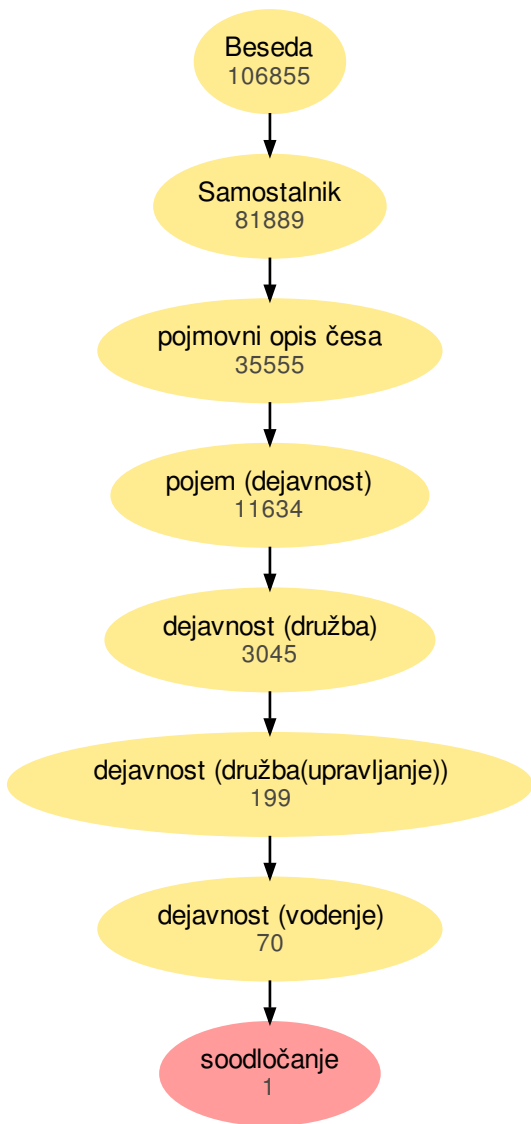 Beseda
106855
Samostalnik
81889
pojmovni opis česa
35555
pojem (dejavnost)
11634
dejavnost (družba)
3045
dejavnost (družba(upravljanje))
199
dejavnost (vodenje)
70
soodločanje
1